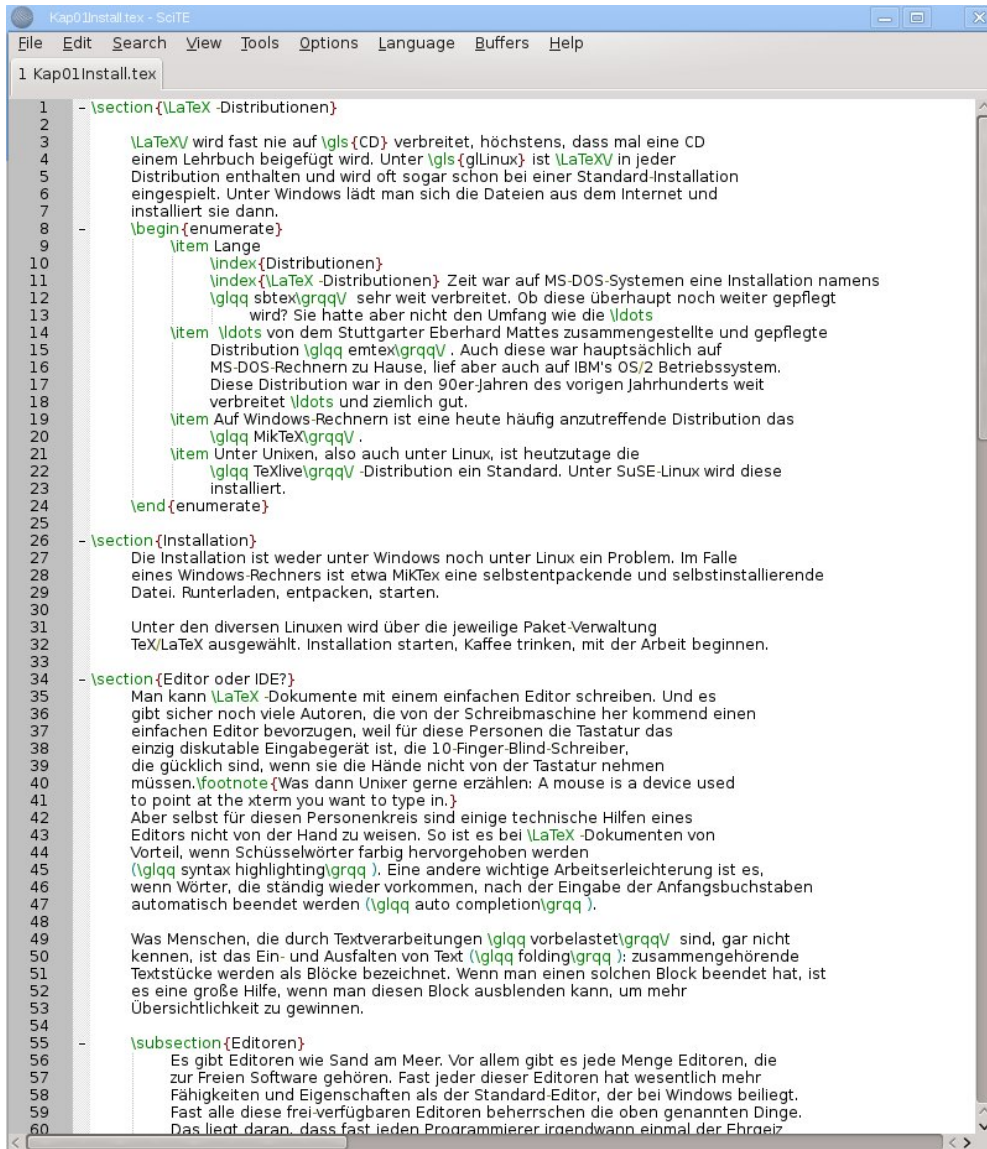 Kap01Install.tex - SciTE
File Edit Search View Tools Options Language Buffers Help
1 Kap01Install.tex
1 - \section{\LaTeX -Distributionen}
2
3 \LaTeX\/ wird fast nie auf \gls{CD} verbreitet, höchstens, dass mal eine CD
4 einem Lehrbuch beigefügt wird. Unter \gls{glLinux} ist \LaTeX\/ in jeder
5 Distribution enthalten und wird oft sogar schon bei einer Standard-Installation
6 eingespielt. Unter Windows lädt man sich die Dateien aus dem Internet und
7 installiert sie dann.
8 - \begin{enumerate}
9 \item Lange
10 \index{Distributionen}
11 \index{\LaTeX -Distributionen} Zeit war auf MS-DOS-Systemen eine Installation namens
12 \glqq sbtex\grqq\/ sehr weit verbreitet. Ob diese überhaupt noch weiter gepflegt
13 wird? Sie hatte aber nicht den Umfang wie die \ldots
14 \item \ldots von dem Stuttgarter Eberhard Mattes zusammengestellte und gepflegte
15 Distribution \glqq emtex\grqq\/ . Auch diese war hauptsächlich auf
16 MS-DOS-Rechnern zu Hause, lief aber auch auf IBM's OS/2 Betriebssystem.
17 Diese Distribution war in den 90er-Jahren des vorigen Jahrhunderts weit
18 verbreitet \ldots und ziemlich gut.
19 \item Auf Windows-Rechnern ist eine heute häufig anzutreffende Distribution das
20 \glqq MikTeX\grqq\/ .
21 \item Unter Unixen, also auch unter Linux, ist heutzutage die
22 \glqq TeXlive\grqq\/ -Distribution ein Standard. Unter SuSE-Linux wird diese
23 installiert.
24 \end{enumerate}
25
26 - \section{Installation}
27 Die Installation ist weder unter Windows noch unter Linux ein Problem. Im Falle
28 eines Windows-Rechners ist etwa MiKTex eine selbstentpackende und selbstinstallierende
29 Datei. Runterladen, entpacken, starten.
30
31 Unter den diversen Linuxen wird über die jeweilige Paket-Verwaltung
32 TeX/LaTeX ausgewählt. Installation starten, Kaffee trinken, mit der Arbeit beginnen.
33
34 - \section{Editor oder IDE?}
35 Man kann \LaTeX -Dokumente mit einem einfachen Editor schreiben. Und es
36 gibt sicher noch viele Autoren, die von der Schreibmaschine her kommend einen
37 einfachen Editor bevorzugen, weil für diese Personen die Tastatur das
38 einzig diskutable Eingabegerät ist, die 10-Finger-Blind-Schreiber,
39 die gücklich sind, wenn sie die Hände nicht von der Tastatur nehmen
40 müssen.\footnote{Was dann Unixer gerne erzählen: A mouse is a device used
41 to point at the xterm you want to type in.}
42 Aber selbst für diesen Personenkreis sind einige technische Hilfen eines
43 Editors nicht von der Hand zu weisen. So ist es bei \LaTeX -Dokumenten von
44 Vorteil, wenn Schüsselwörter farbig hervorgehoben werden
45 (\glqq syntax highlighting\grqq ). Eine andere wichtige Arbeitserleichterung ist es,
46 wenn Wörter, die ständig wieder vorkommen, nach der Eingabe der Anfangsbuchstaben
47 automatisch beendet werden (\glqq auto completion\grqq ).
48
49 Was Menschen, die durch Textverarbeitungen \glqq vorbelastet\grqq\/ sind, gar nicht
50 kennen, ist das Ein- und Ausfalten von Text (\glqq folding\grqq ): zusammengehörende
51 Textstücke werden als Blöcke bezeichnet. Wenn man einen solchen Block beendet hat, ist
52 es eine große Hilfe, wenn man diesen Block ausblenden kann, um mehr
53 Übersichtlichkeit zu gewinnen.
54
55 - \subsection{Editoren}
56 Es gibt Editoren wie Sand am Meer. Vor allem gibt es jede Menge Editoren, die
57 zur Freien Software gehören. Fast jeder dieser Editoren hat wesentlich mehr
58 Fähigkeiten und Eigenschaften als der Standard-Editor, der bei Windows beiliegt.
59 Fast alle diese frei-verfügbaren Editoren beherrschen die oben genannten Dinge.
60 Das liegt daran, dass fast jeden Programmierer irgendwann einmal der Ehrgeiz